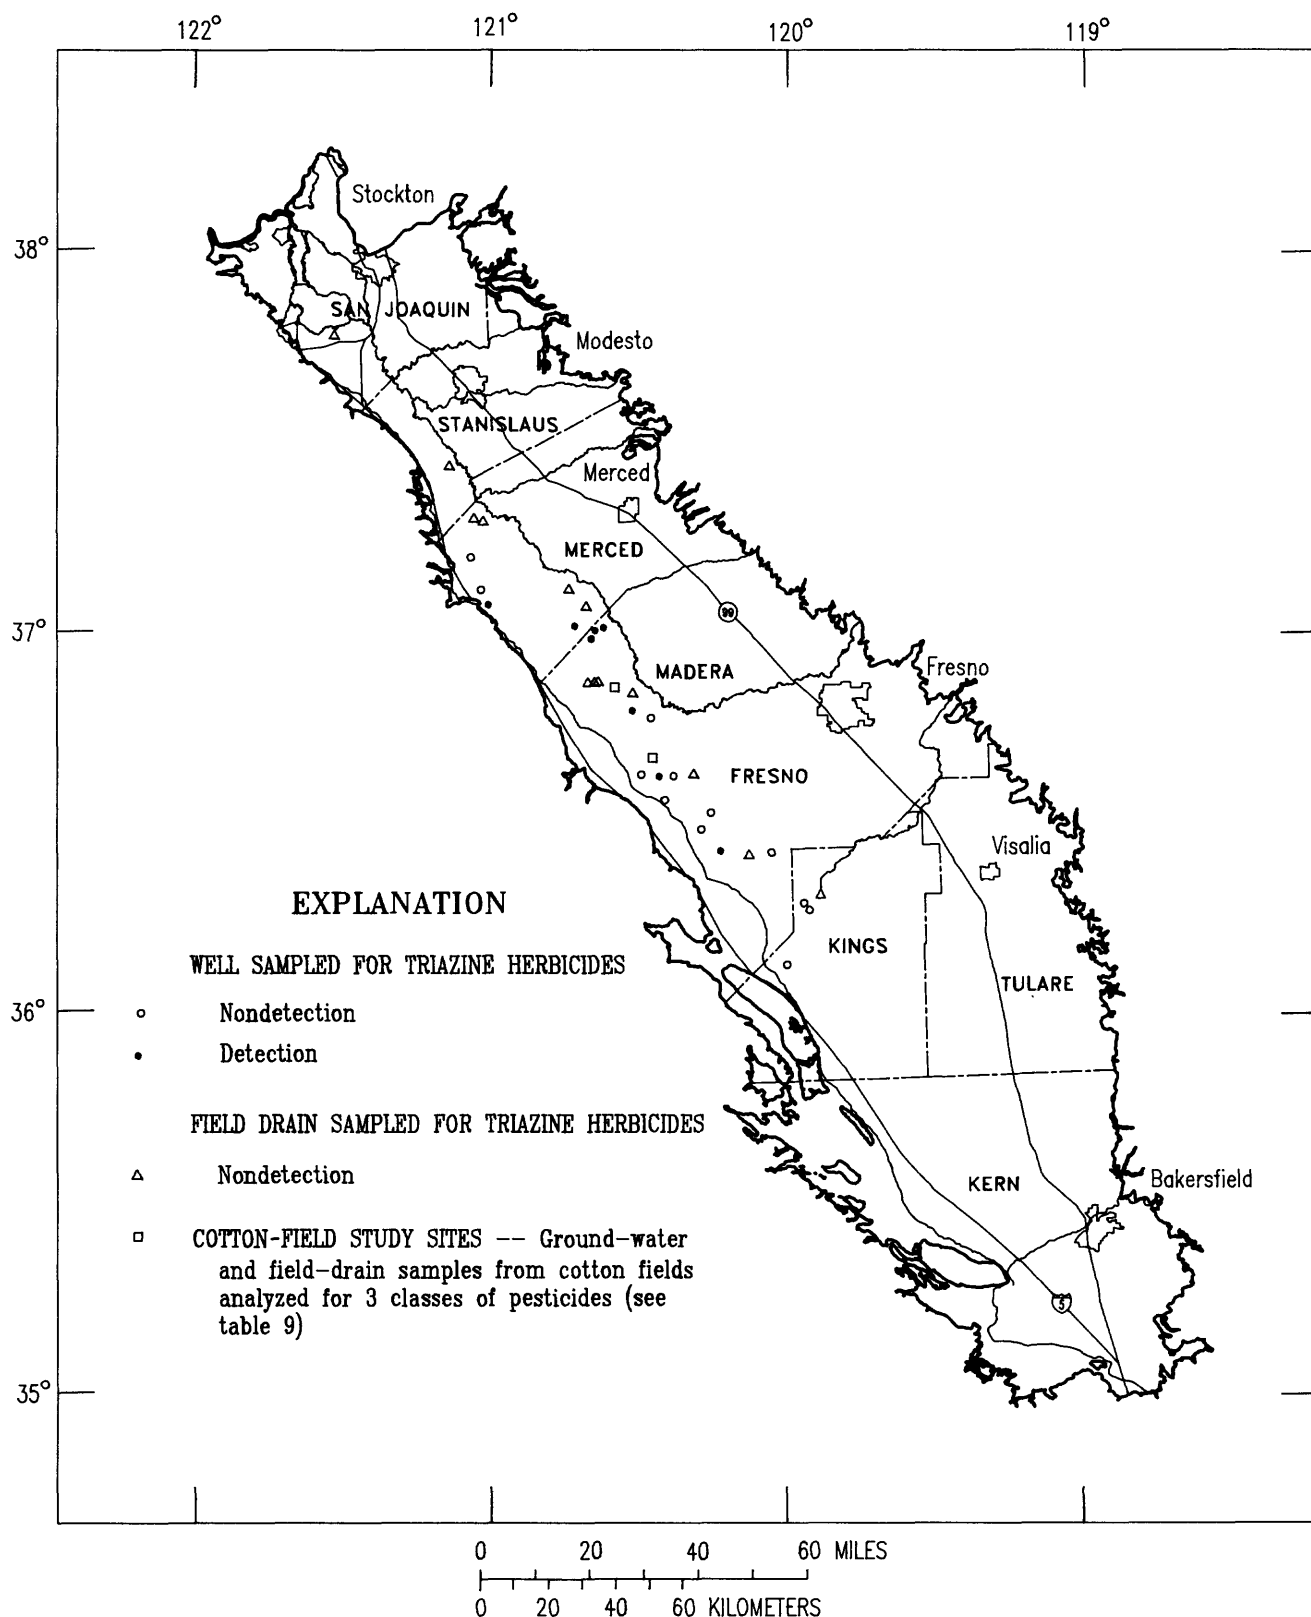 122° 121° 120° 119°
Stockton
38°
SAN JOAQUIN
Modesto
STANISLAUS
Merced
MERCED
99
37°
MADERA
Fresno
FRESNO
Visalia
EXPLANATION
KINGS
WELL SAMPLED FOR TRIAZINE HERBICIDES
TULARE
36°
Nondetection
Detection
FIELD DRAIN SAMPLED FOR TRIAZINE HERBICIDES
Nondetection
KERN
Bakersfield
COTTON-FIELD STUDY SITES -- Ground-water
and field-drain samples from cotton fields
analyzed for 3 classes of pesticides (see
table 9)
5
35°
0 20 40 60 MILES
0 20 40 60 KILOMETERS